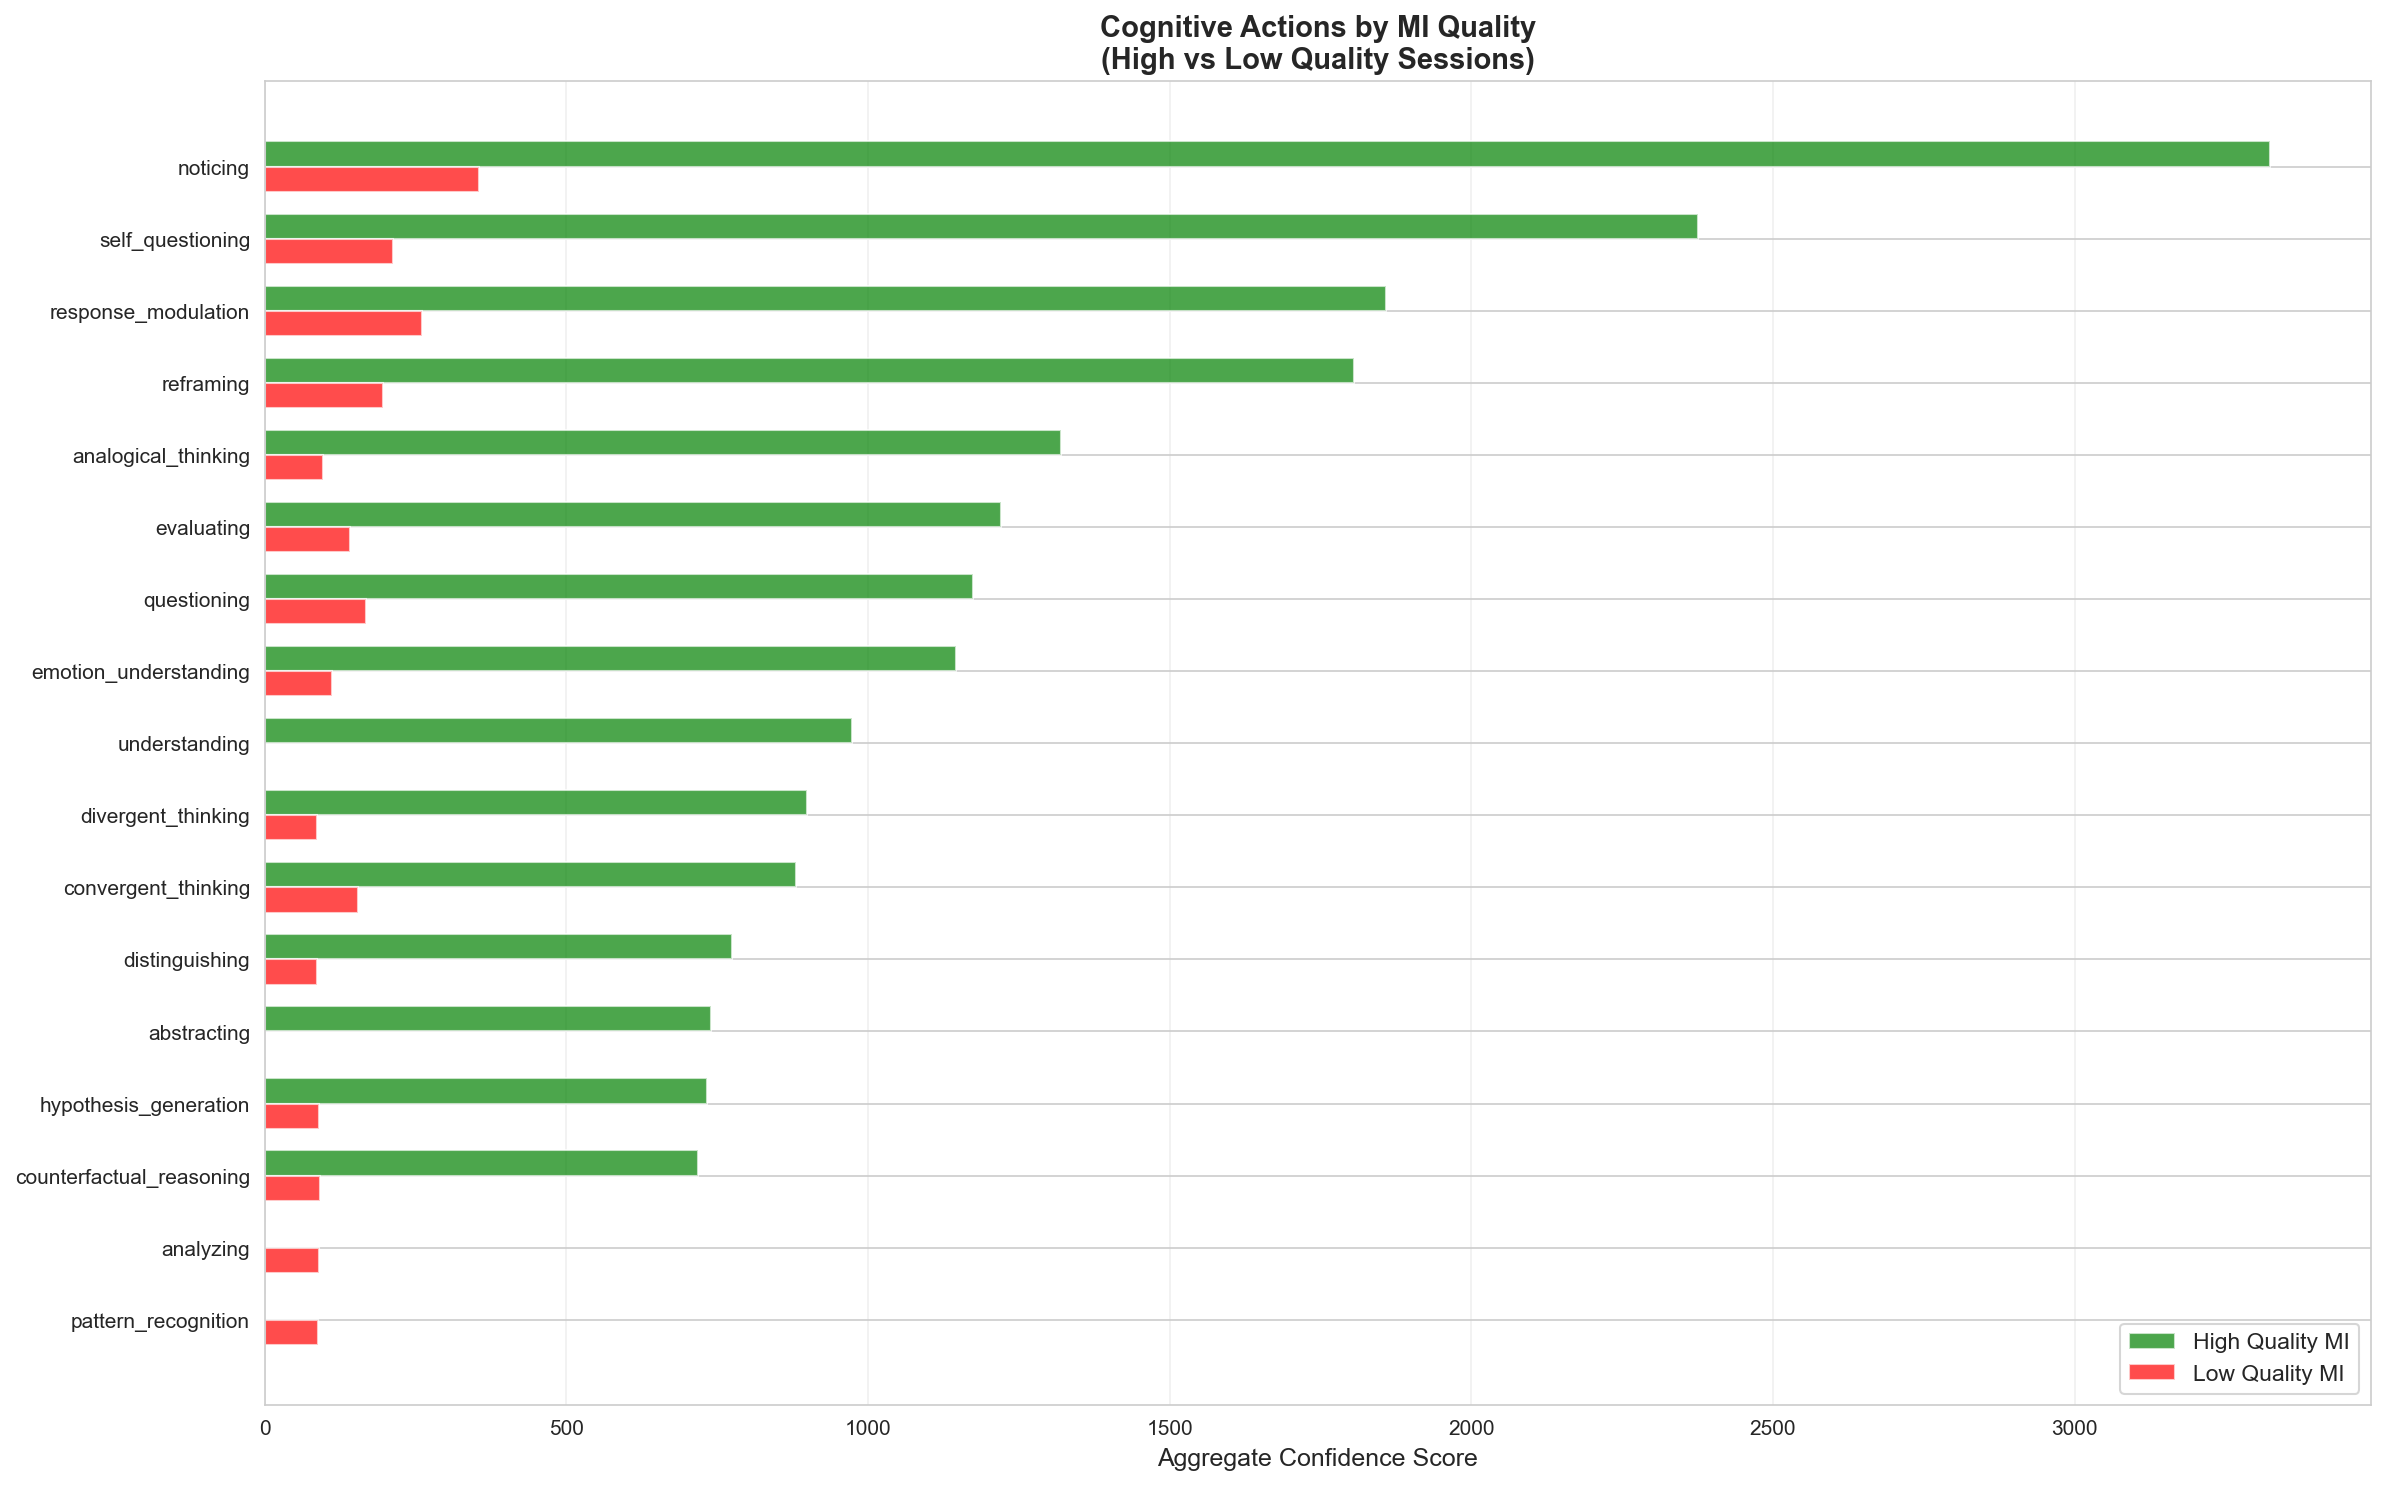 Cognitive Actions by MI Quality
(High vs Low Quality Sessions)
noticing
self_questioning
response_modulation
reframing
analogical_thinking
evaluating
questioning
emotion_understanding
understanding
divergent_thinking
convergent_thinking
distinguishing
abstracting
hypothesis_generation
counterfactual_reasoning
analyzing
pattern_recognition
High Quality MI
Low Quality MI
0 500 1000 1500 2000 2500 3000
Aggregate Confidence Score